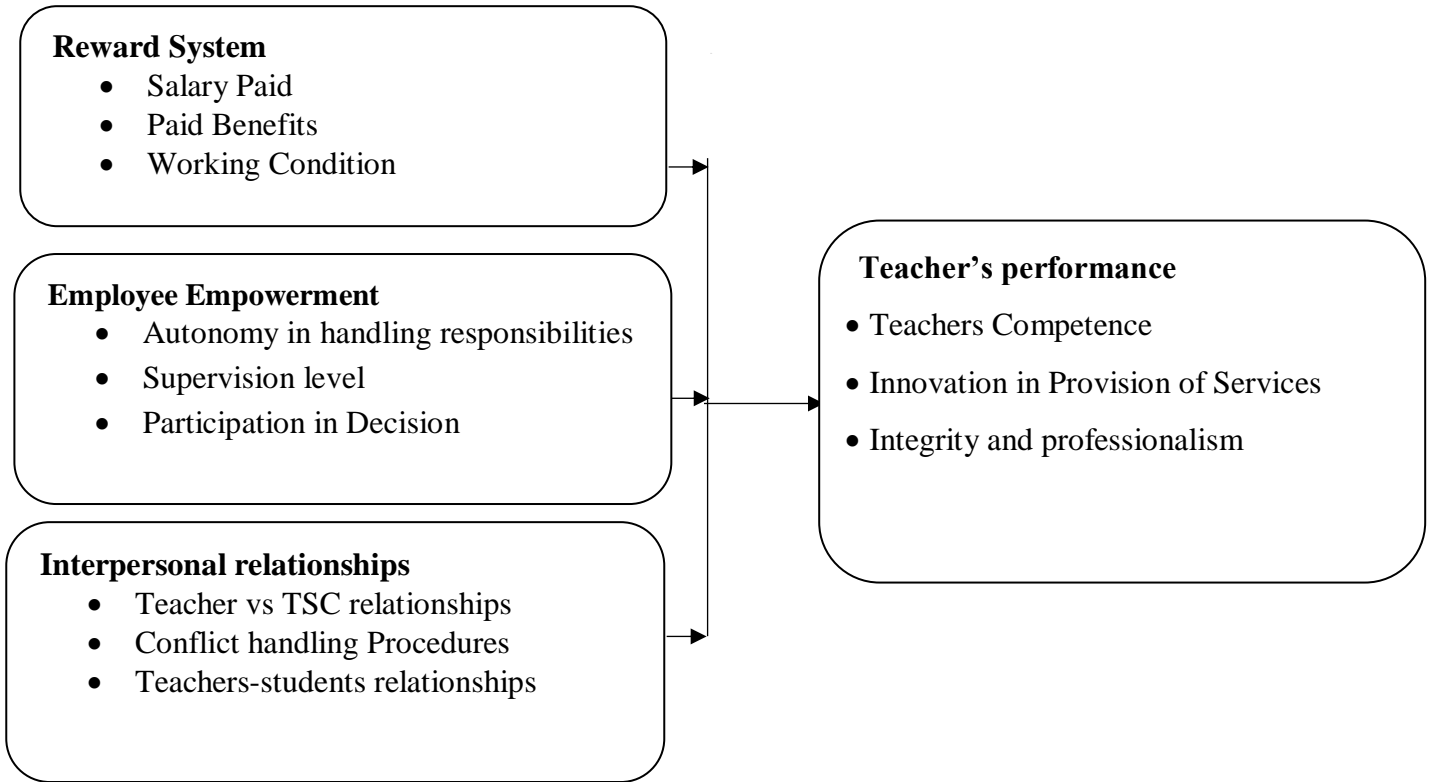 Reward System
• Salary Paid
• Paid Benefits
• Working Condition
Employee Empowerment
• Autonomy in handling responsibilities
• Supervision level
• Participation in Decision
Interpersonal relationships
• Teacher vs TSC relationships
• Conflict handling Procedures
• Teachers-students relationships
Teacher’s performance
• Teachers Competence
• Innovation in Provision of Services
• Integrity and professionalism